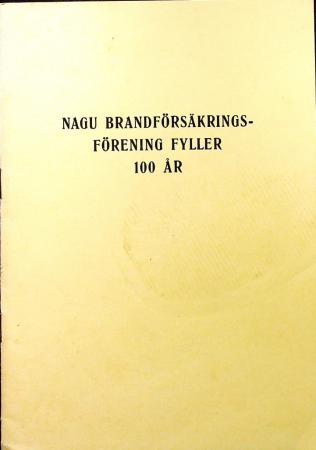 NAGU BRANDFÖRSÄKRINGS-
FÖRENING FYLLER
100 ÅR